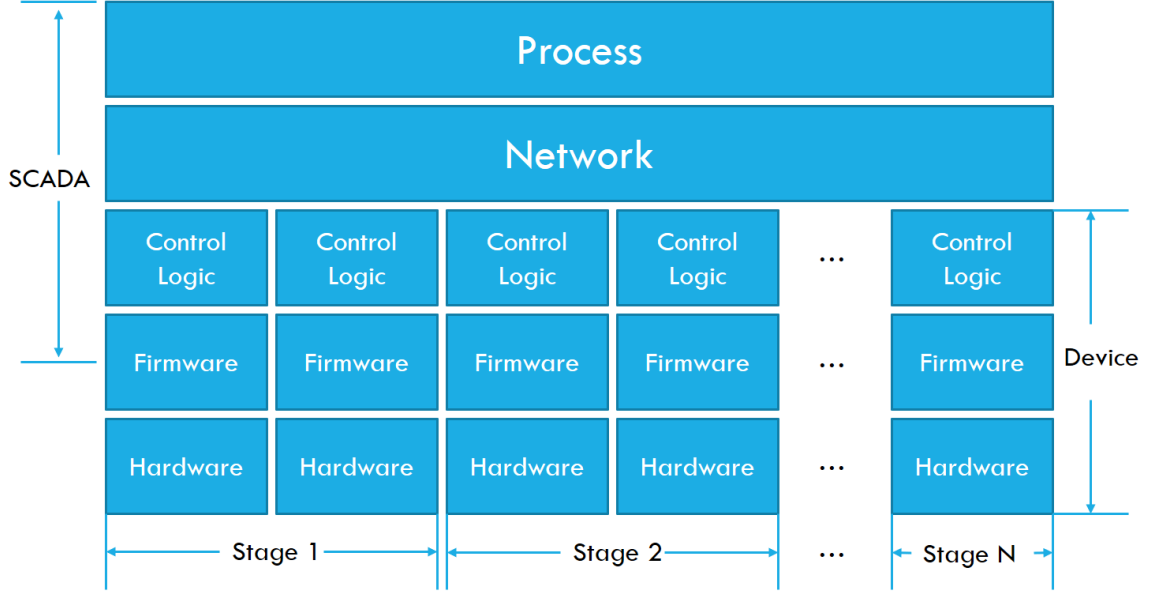 Process
Network
SCADA
Control Logic Control Logic Control Logic Control Logic ... Control Logic
Firmware Firmware Firmware Firmware ... Firmware
Device
Hardware Hardware Hardware Hardware ... Hardware
Stage 1 Stage 2 ... Stage N